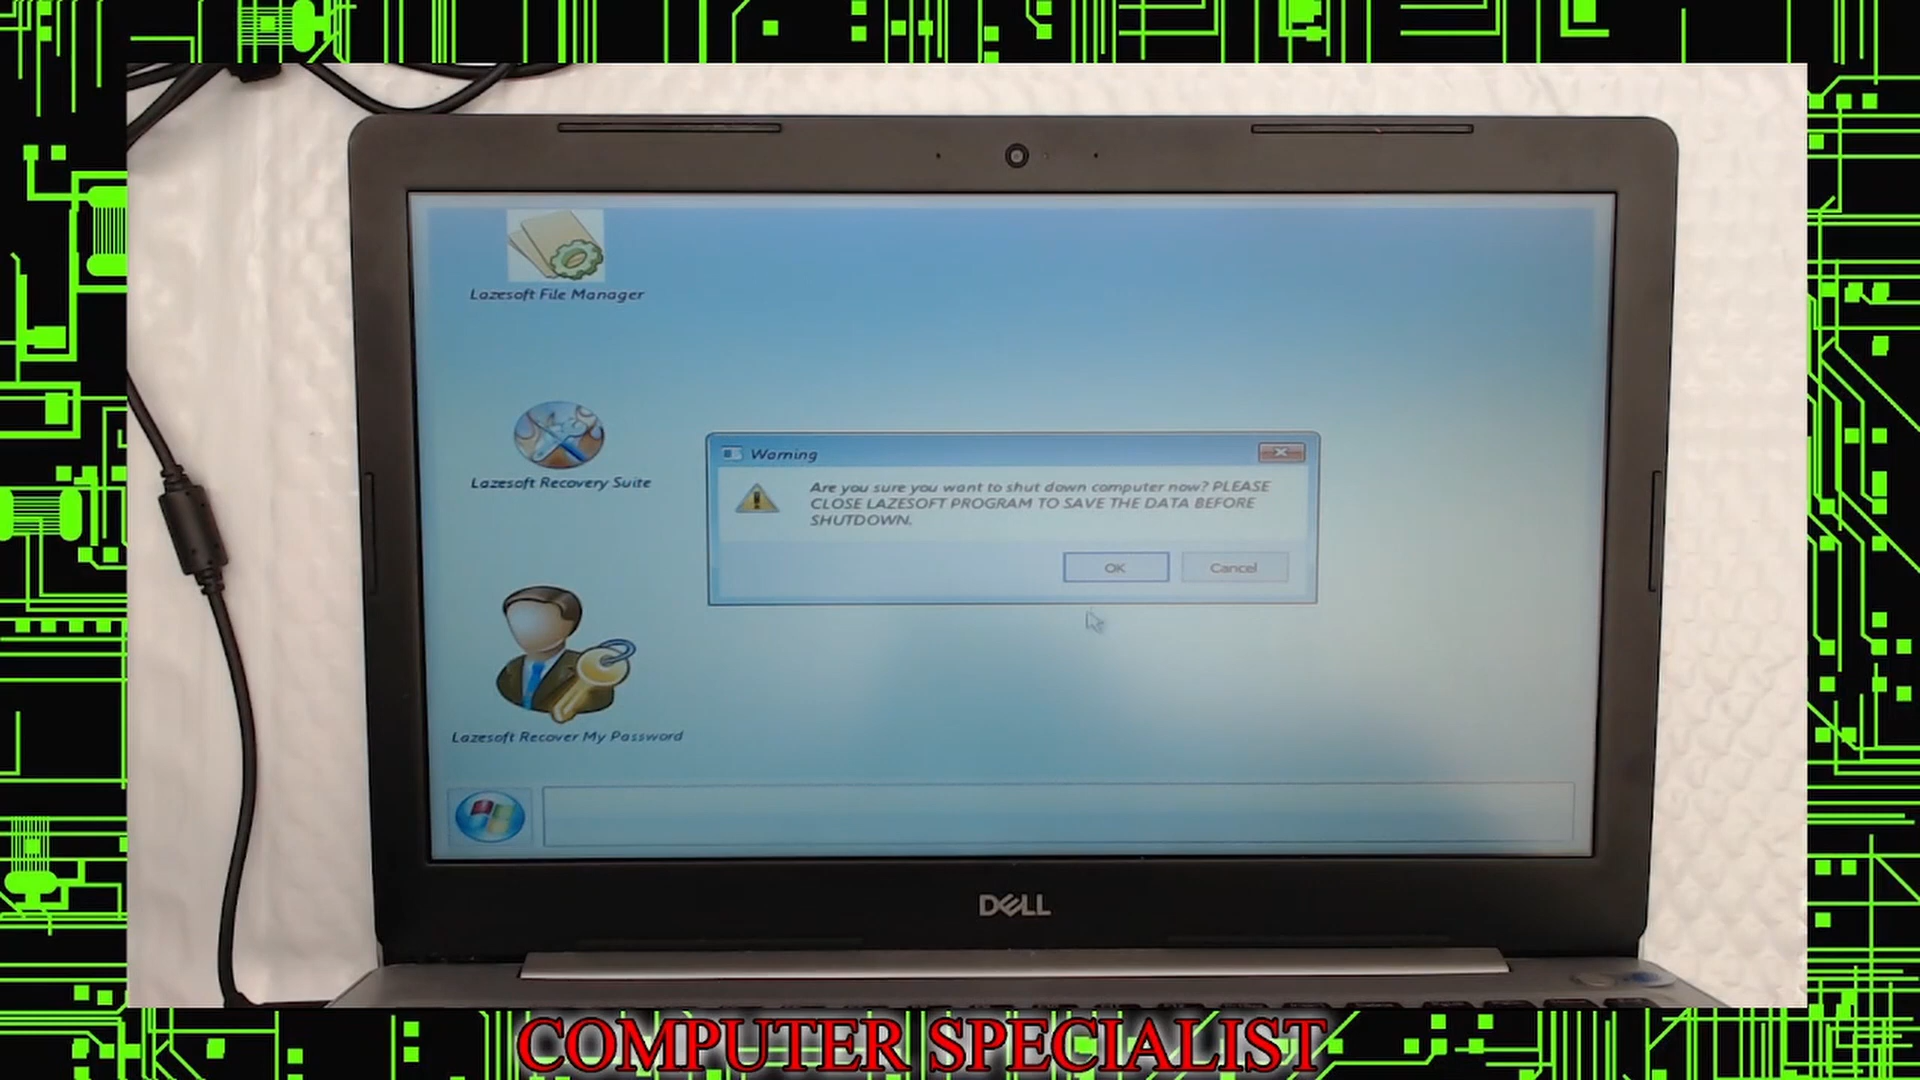 Lazesoft File Manager
Lazesoft Recovery Suite
Warning
Are you sure you want to shut down computer now? PLEASE
CLOSE LAZESOFT PROGRAM TO SAVE THE DATA BEFORE
SHUTDOWN.
OK
Cancel
Lazesoft Recover My Password
DELL
COMPUTER SPECIALIST